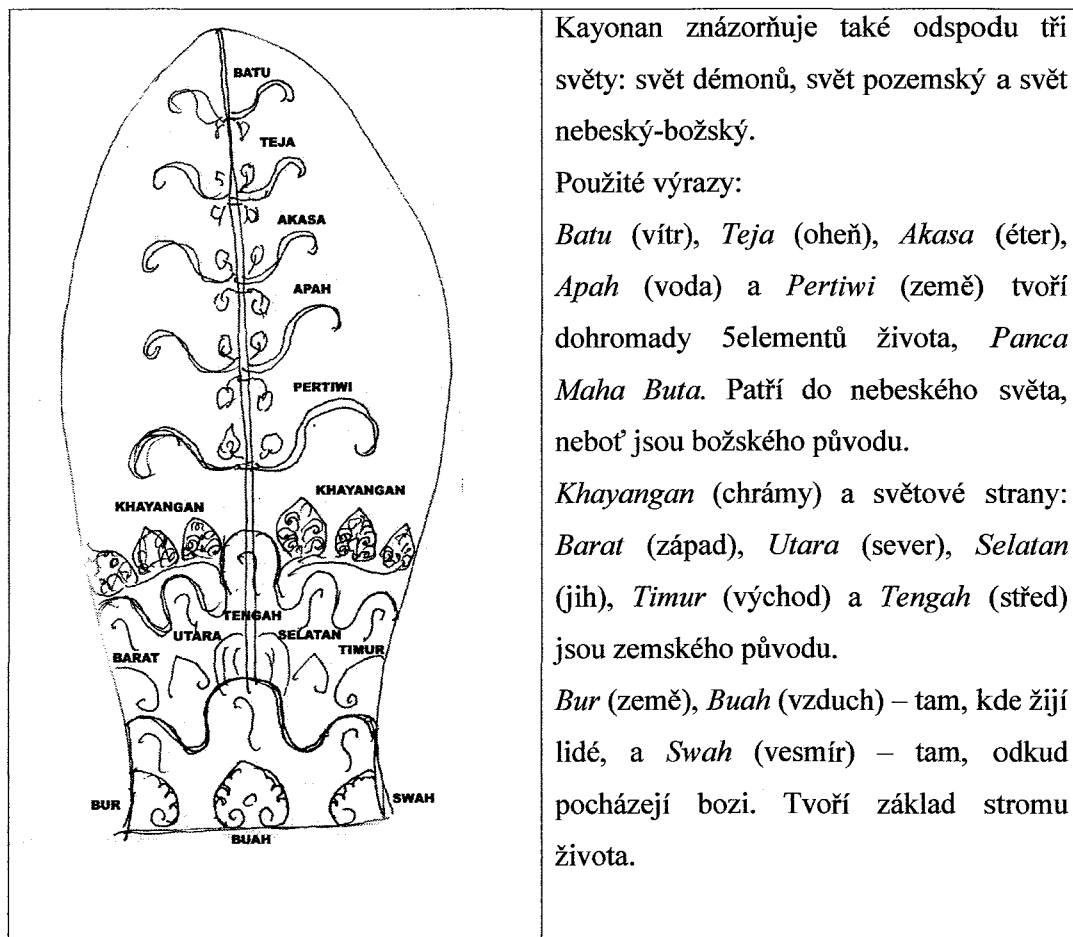 BATU
TEJA
AKASA
APAH
PERTIWI
KHAYANGAN
KHAYANGAN
TENGAH
UTARA
SELATAN
BARAT
TIMUR
BUR
SWAH
BUAH
Kayonan znázorňuje také odspodu tři
světy: svět démonů, svět pozemský a svět
nebeský-božský.
Použité výrazy:
Batu (vítr), Teja (oheň), Akasa (éter),
Apah (voda) a Pertiwi (země) tvoří
dohromady 5elementů života, Panca
Maha Buta. Patří do nebeského světa,
neboť jsou božského původu.
Khayangan (chrámy) a světové strany:
Barat (západ), Utara (sever), Selatan
(jih), Timur (východ) a Tengah (střed)
jsou zemského původu.
Bur (země), Buah (vzduch) – tam, kde žijí
lidé, a Swah (vesmír) – tam, odkud
pocházejí bozi. Tvoří základ stromu
života.